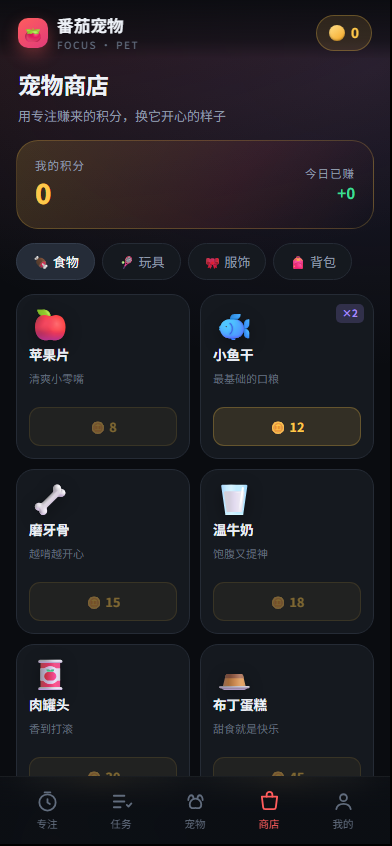 番茄宠物
FOCUS · PET
0
宠物商店
用专注赚来的积分，换它开心的样子
我的积分
0
今日已赚
+0
食物
玩具
服饰
背包
苹果片
清爽小零嘴
8
×2
小鱼干
最基础的口粮
12
磨牙骨
越啃越开心
15
温牛奶
饱腹又提神
18
肉罐头
香到打滚
布丁蛋糕
甜食就是快乐
专注
任务
宠物
商店
我的